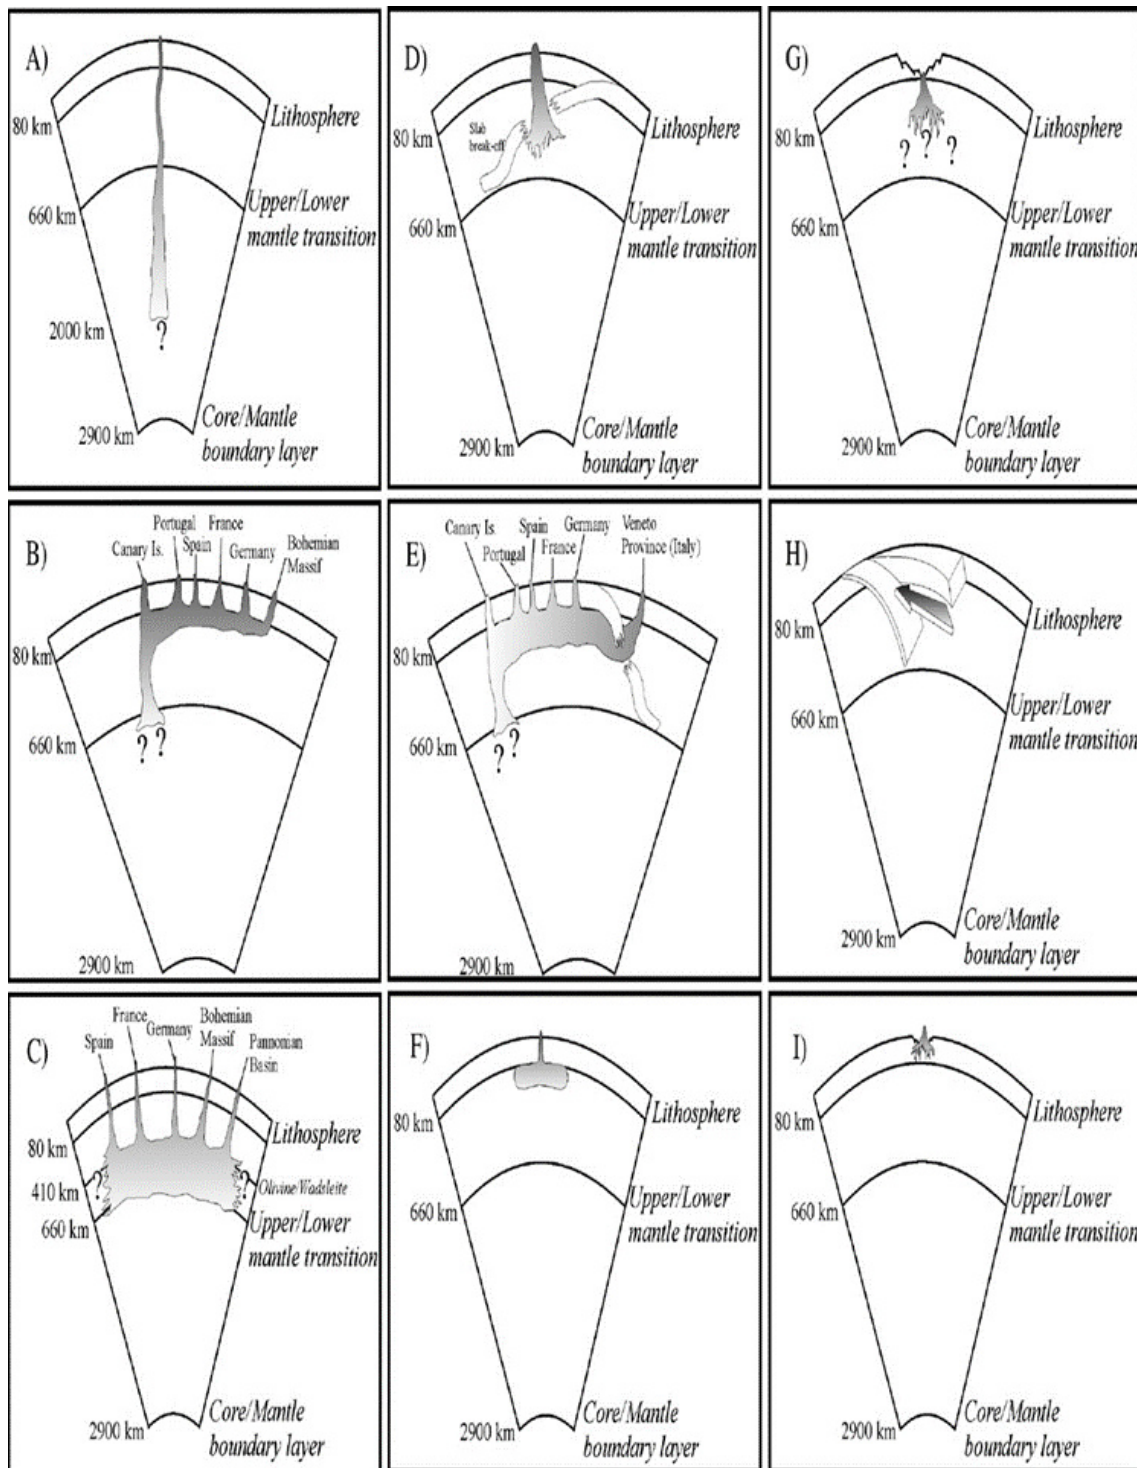 A)
80 km
Lithosphere
660 km
Upper/Lower
mantle transition
2000 km
?
2900 km
Core/Mantle
boundary layer
D)
Slab
break-off
80 km
Lithosphere
660 km
Upper/Lower
mantle transition
2900 km
Core/Mantle
boundary layer
G)
? ? ?
80 km
Lithosphere
660 km
Upper/Lower
mantle transition
2900 km
Core/Mantle
boundary layer
B)
Canary Is.
Portugal
Spain
France
Germany
Bohemian
Massif
80 km
660 km
? ?
2900 km
E)
Canary Is.
Portugal
Spain
France
Germany
Veneto
Province (Italy)
80 km
660 km
? ?
2900 km
H)
80 km
Lithosphere
660 km
Upper/Lower
mantle transition
2900 km
Core/Mantle
boundary layer
C)
Spain
France
Germany
Bohemian
Massif
Pannonian
Basin
80 km
Lithosphere
410 km
? ?
Olivine/Wadsleite
660 km
Upper/Lower
mantle transition
2900 km
Core/Mantle
boundary layer
F)
80 km
Lithosphere
660 km
Upper/Lower
mantle transition
2900 km
Core/Mantle
boundary layer
I)
80 km
Lithosphere
660 km
Upper/Lower
mantle transition
2900 km
Core/Mantle
boundary layer